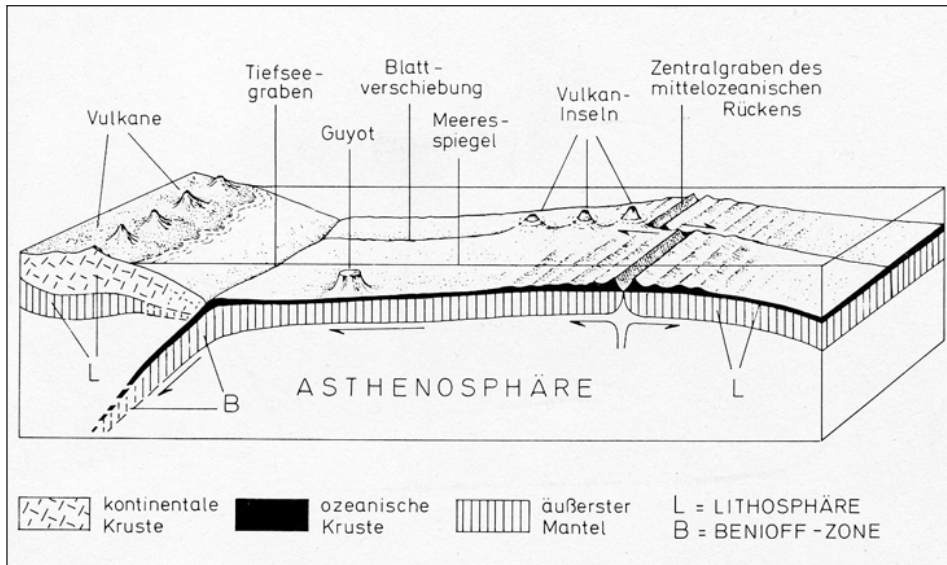 Vulkane
Tiefsee-
graben
Guyot
Blatt-
verschiebung
Meeres-
spiegel
Vulkan-
Inseln
Zentralgraben des
mittelozeanischen
Rückens
L
B
ASTHENOSPHÄRE
L
kontinentale
Kruste
ozeanische
Kruste
äußerster
Mantel
L = LITHOSPHÄRE
B = BENIOFF-ZONE